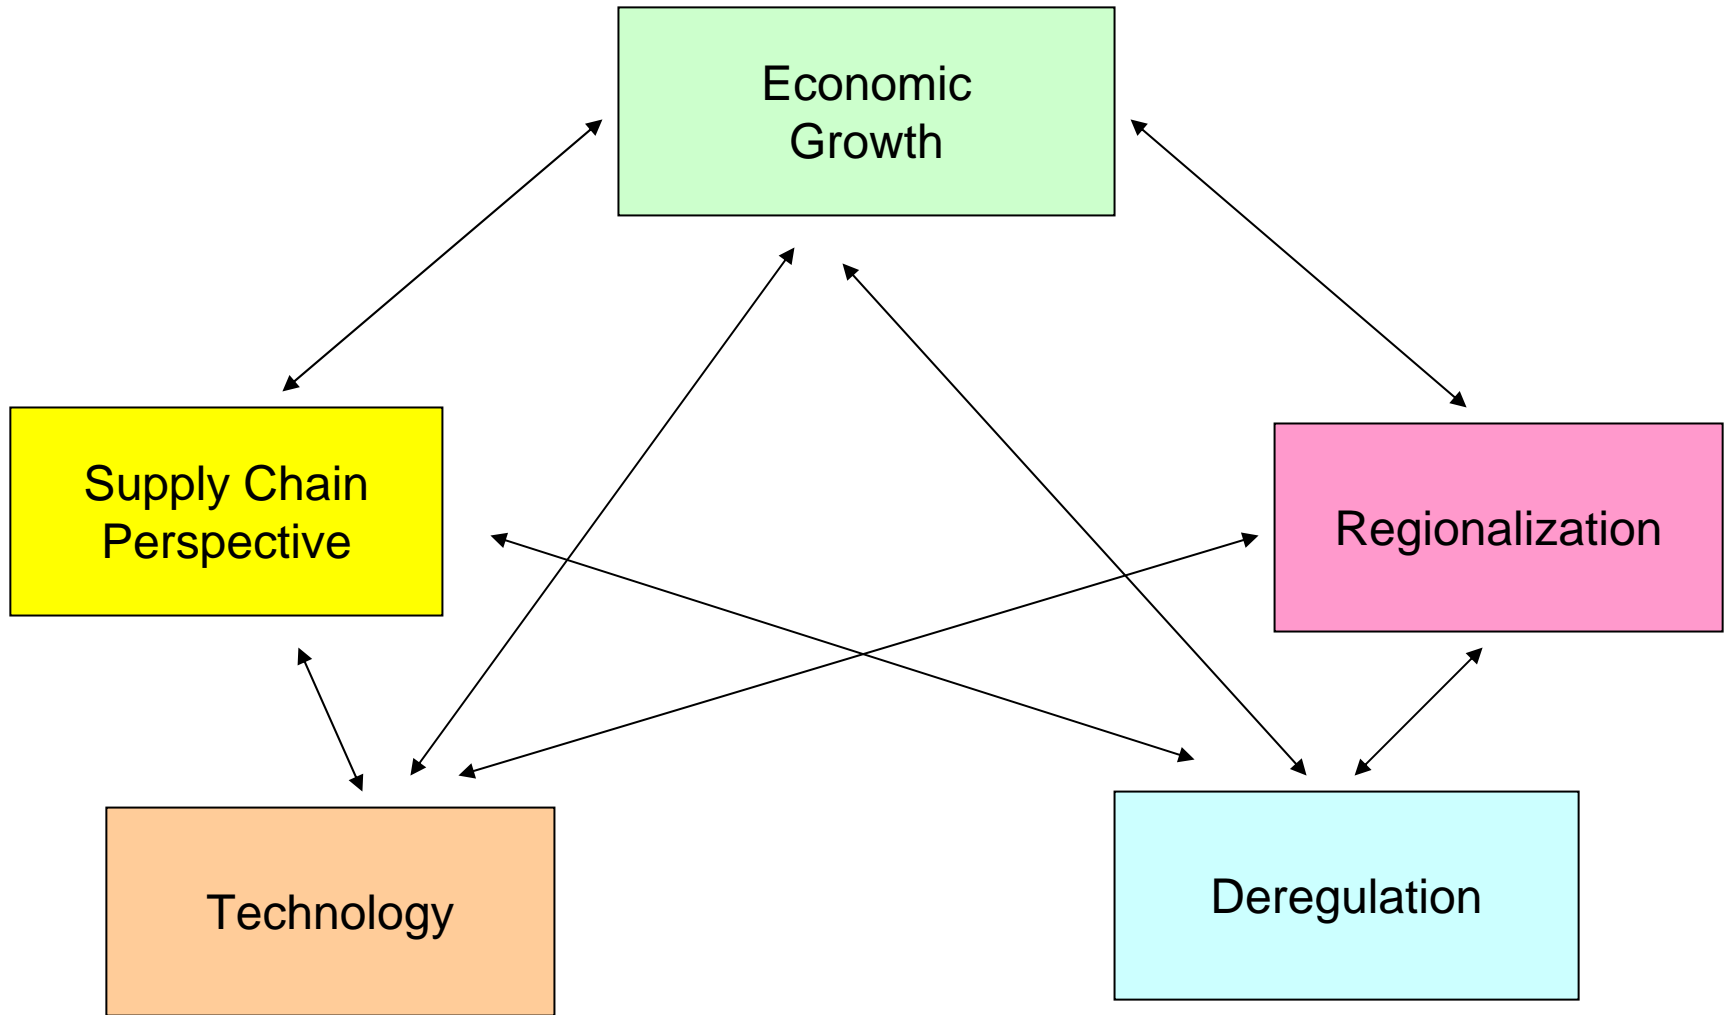 Economic
Growth
Supply Chain
Perspective
Regionalization
Technology
Deregulation